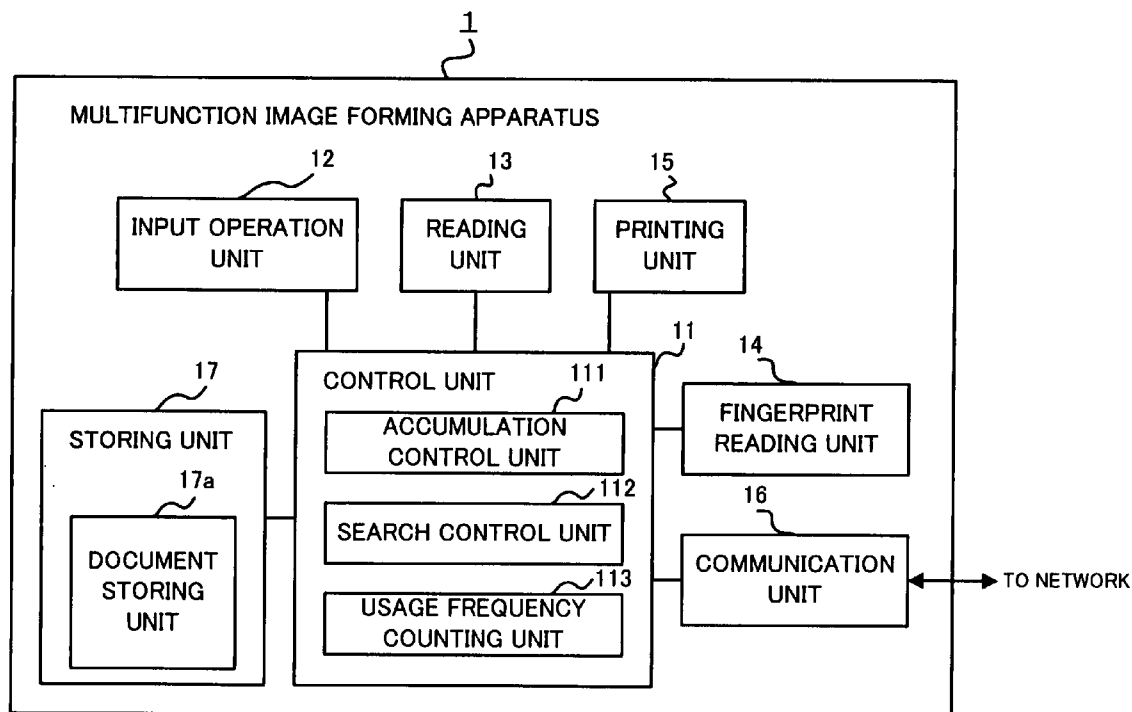 1
MULTIFUNCTION IMAGE FORMING APPARATUS
12
INPUT OPERATION
UNIT
13
READING
UNIT
15
PRINTING
UNIT
11
CONTROL UNIT
111
ACCUMULATION
CONTROL UNIT
112
SEARCH CONTROL UNIT
113
USAGE FREQUENCY
COUNTING UNIT
17
STORING UNIT
17a
DOCUMENT
STORING
UNIT
14
FINGERPRINT
READING UNIT
16
COMMUNICATION
UNIT
TO NETWORK